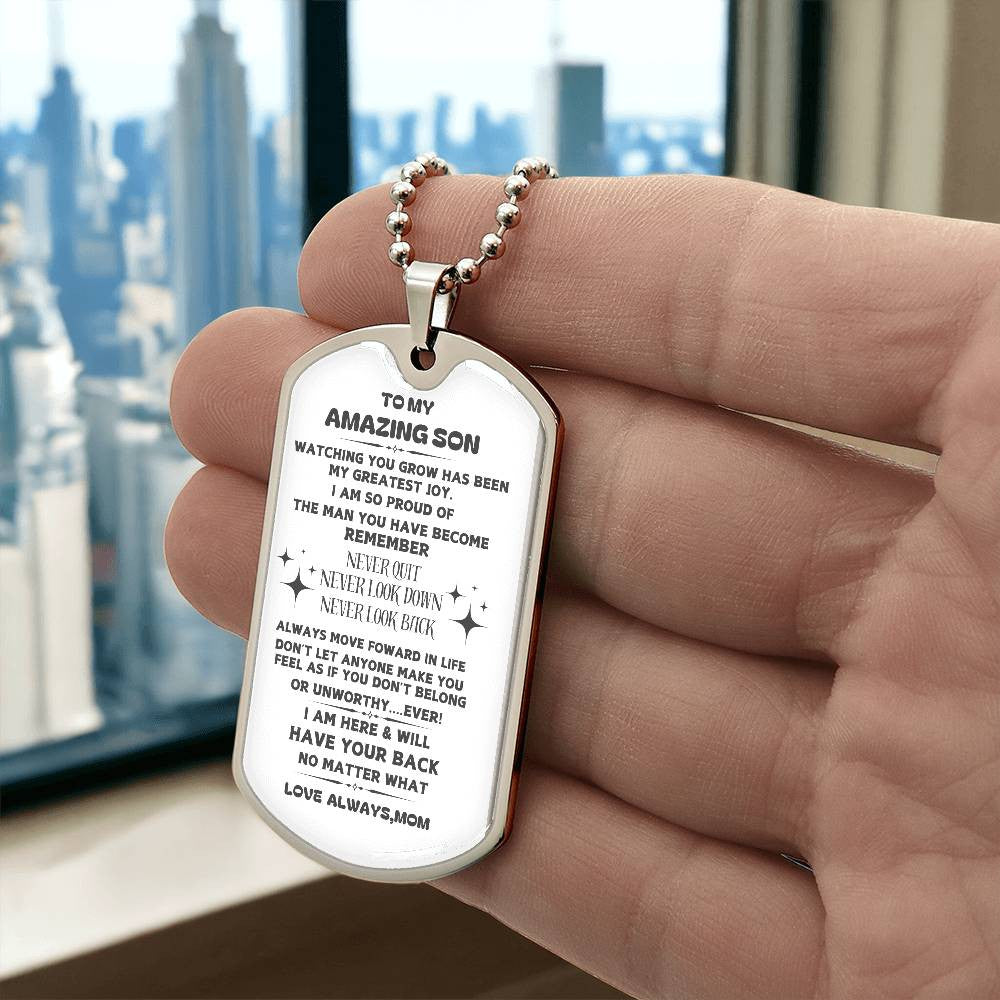 TO MY
AMAZING SON
WATCHING YOU GROW HAS BEEN
MY GREATEST JOY.
I AM SO PROUD OF
THE MAN YOU HAVE BECOME
REMEMBER
NEVER QUIT
NEVER LOOK DOWN
NEVER LOOK BACK
ALWAYS MOVE FOWARD IN LIFE
DON'T LET ANYONE MAKE YOU
FEEL AS IF YOU DON'T BELONG
OR UNWORTHY....EVER!
I AM HERE & WILL
HAVE YOUR BACK
NO MATTER WHAT
LOVE ALWAYS,MOM